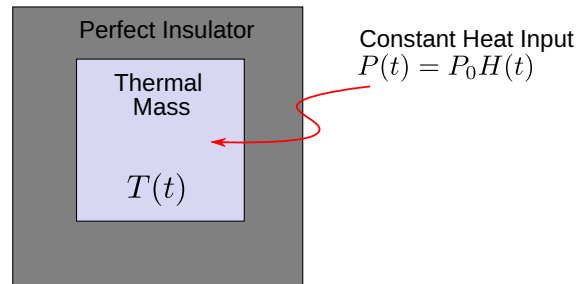 Perfect Insulator
Thermal
Mass
T(t)
Constant Heat Input
P(t) = P₀H(t)